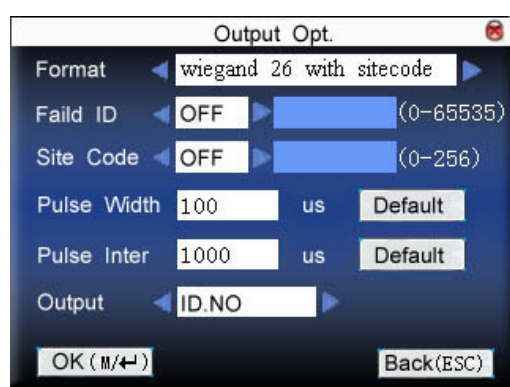 Output Opt.
Format wiegand 26 with sitecode
Faild ID OFF (0-65535)
Site Code OFF (0-256)
Pulse Width 100 us Default
Pulse Inter 1000 us Default
Output ID.NO
OK(M/↵) Back(ESC)